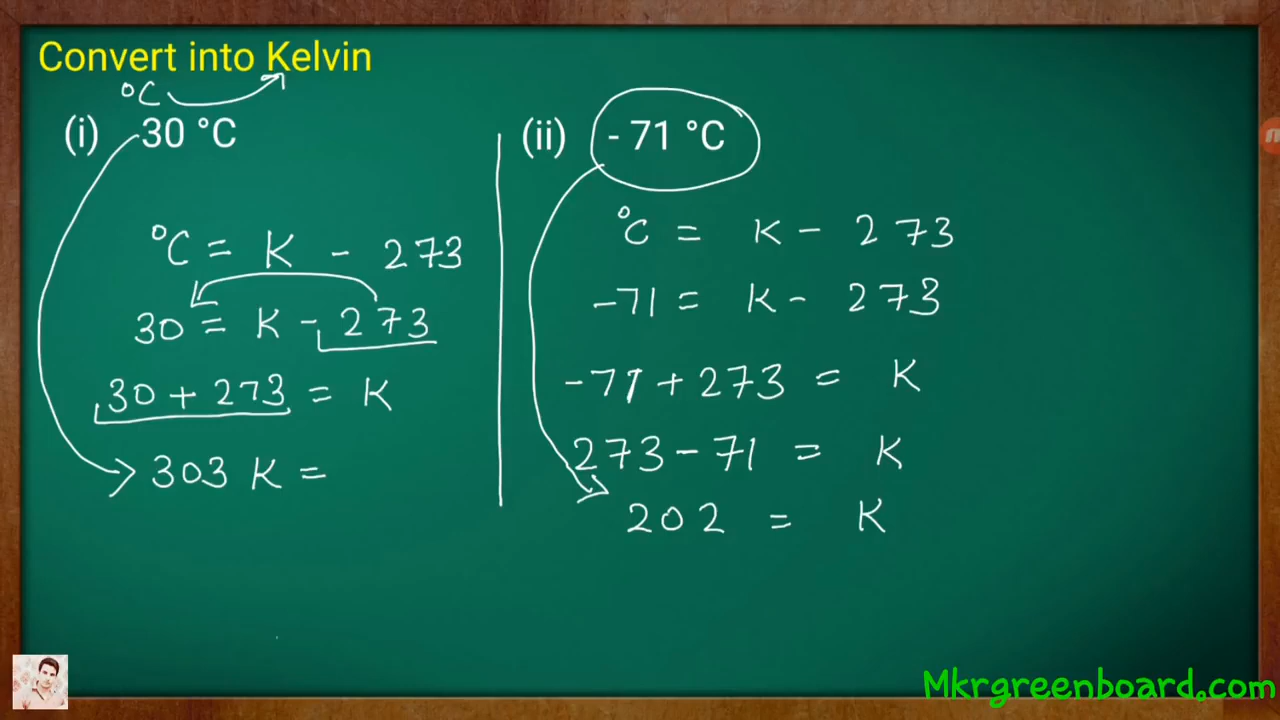 Convert into Kelvin
°C
(i) 30 °C
°C = K - 273
30 = K - 273
30 + 273 = K
303 K =
(ii) - 71 °C
°C = K - 273
-71 = K - 273
-71 + 273 = K
273 - 71 = K
202 = K
Mkrgreenboard.com